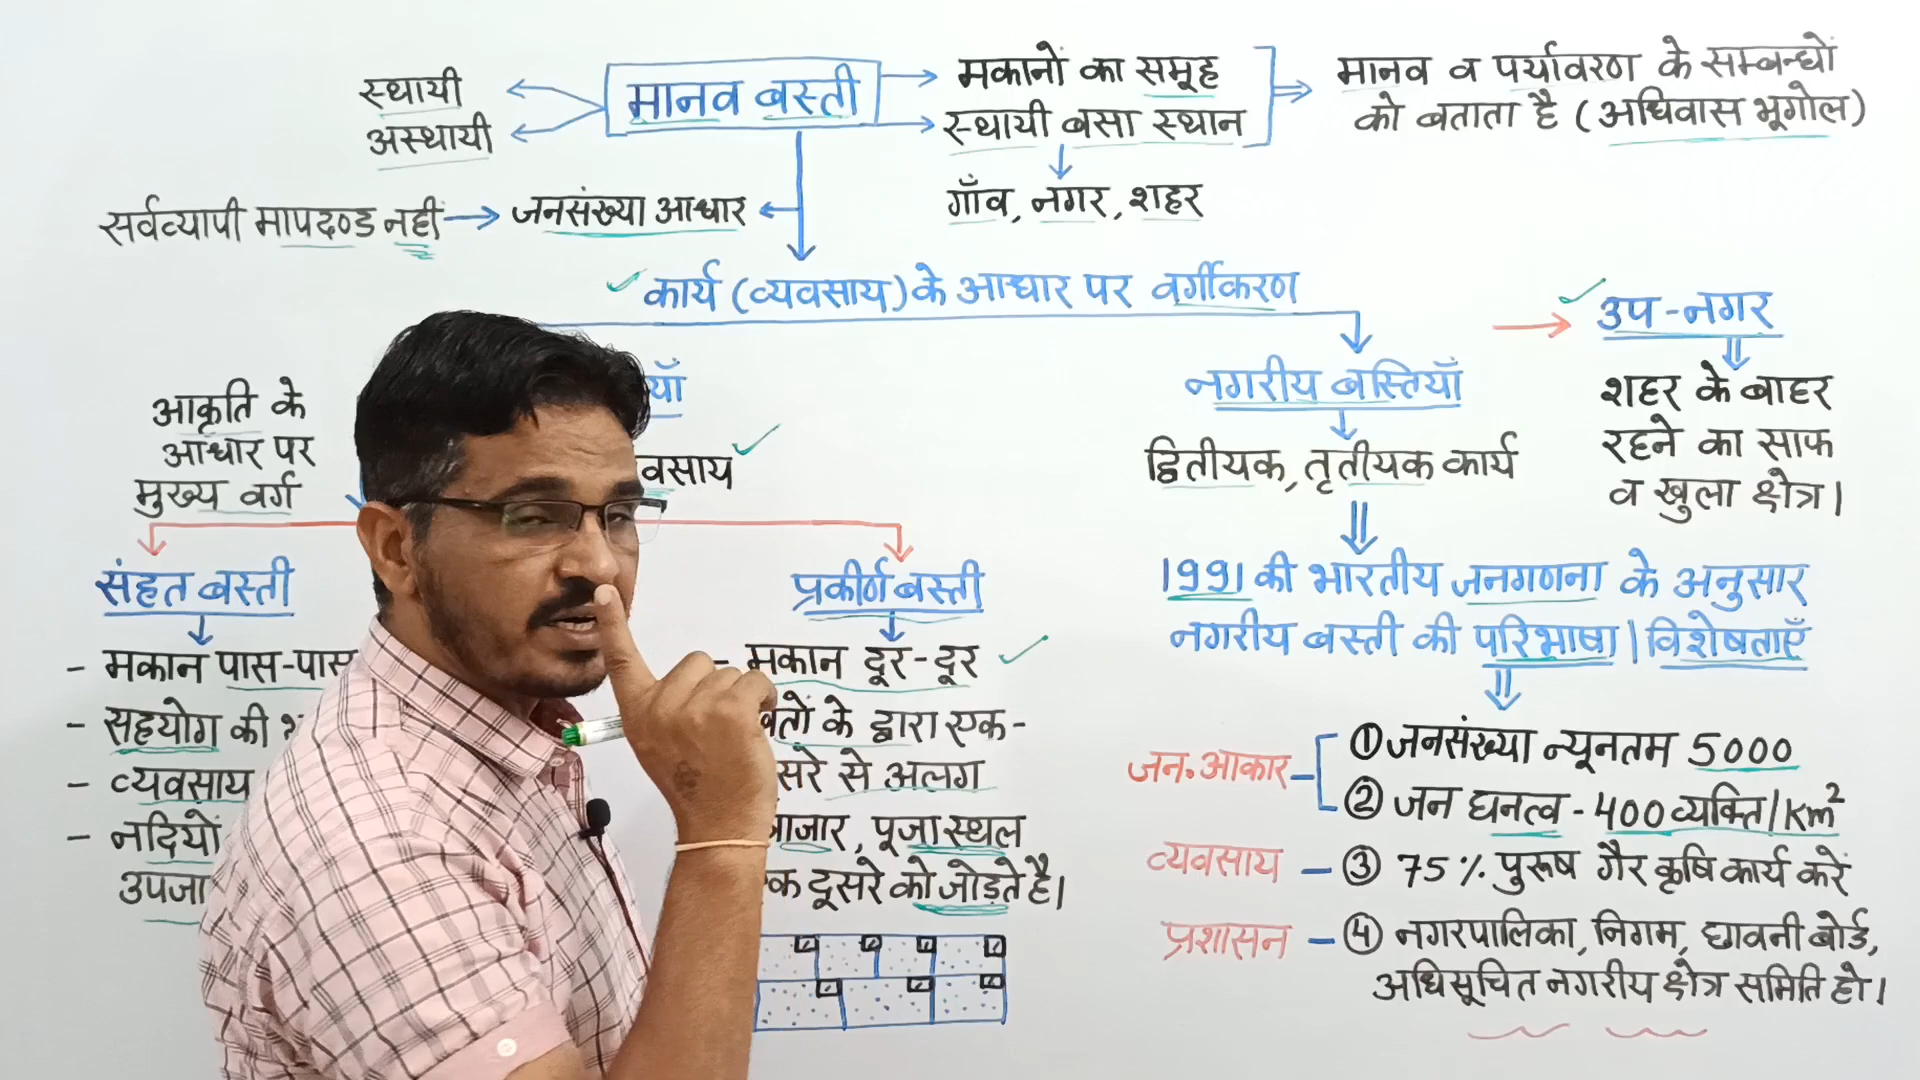 स्थायी
अस्थायी
मानव बस्ती
मकानों का समूह
स्थायी बसा स्थान
मानव व पर्यावरण के सम्बन्धों
को बताता है (अधिवास भूगोल)
गाँव, नगर, शहर
सर्वव्यापी मापदण्ड नहीं
जनसंख्या आधार
कार्य (व्यवसाय) के आधार पर वर्गीकरण
उप-नगर
शहर के बाहर
रहने का साफ
व खुला क्षेत्र।
आकृति के
आधार पर
मुख्य वर्ग
याँ
वसाय
नगरीय बस्तियाँ
द्वितीयक, तृतीयक कार्य
संहत बस्ती
- मकान पास-पास
- सहयोग की
- व्यवसाय
- नदियों
उपजा
प्रकीर्ण बस्ती
- मकान दूर-दूर
के द्वारा एक-
सरे से अलग
पूजा स्थल
क दूसरे को जोड़ते है।
1991 की भारतीय जनगणना के अनुसार
नगरीय बस्ती की परिभाषा | विशेषताएँ
जन. आकार
① जनसंख्या न्यूनतम 5000
② जन घनत्व - 400 व्यक्ति/Km²
व्यवसाय - ③ 75% पुरूष गैर कृषि कार्य करें
प्रशासन - ④ नगरपालिका, निगम, छावनी बोर्ड,
अधिसूचित नगरीय क्षेत्र समिति हो।